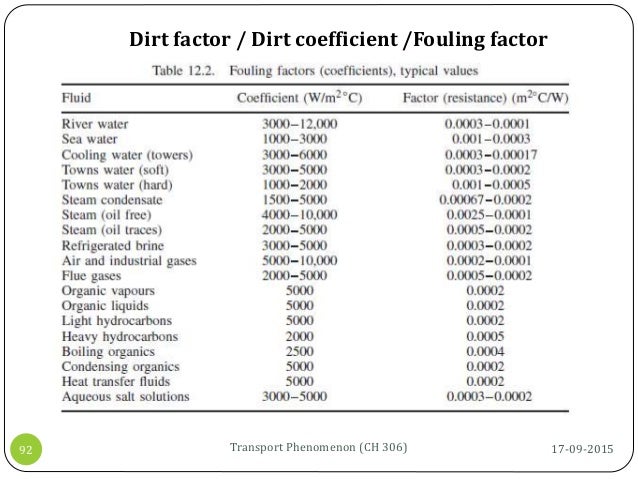 Dirt factor / Dirt coefficient /Fouling factor
Table 12.2. Fouling factors (coefficients), typical values
Fluid Coefficient (W/m²°C) Factor (resistance) (m²°C/W)
River water 3000–12,000 0.0003–0.0001
Sea water 1000–3000 0.001–0.0003
Cooling water (towers) 3000–6000 0.0003–0.00017
Towns water (soft) 3000–5000 0.0003–0.0002
Towns water (hard) 1000–2000 0.001–0.0005
Steam condensate 1500–5000 0.00067–0.0002
Steam (oil free) 4000–10,000 0.0025–0.0001
Steam (oil traces) 2000–5000 0.0005–0.0002
Refrigerated brine 3000–5000 0.0003–0.0002
Air and industrial gases 5000–10,000 0.0002–0.0001
Flue gases 2000–5000 0.0005–0.0002
Organic vapours 5000 0.0002
Organic liquids 5000 0.0002
Light hydrocarbons 5000 0.0002
Heavy hydrocarbons 2000 0.0005
Boiling organics 2500 0.0004
Condensing organics 5000 0.0002
Heat transfer fluids 5000 0.0002
Aqueous salt solutions 3000–5000 0.0003–0.0002
92 Transport Phenomenon (CH 306) 17-09-2015